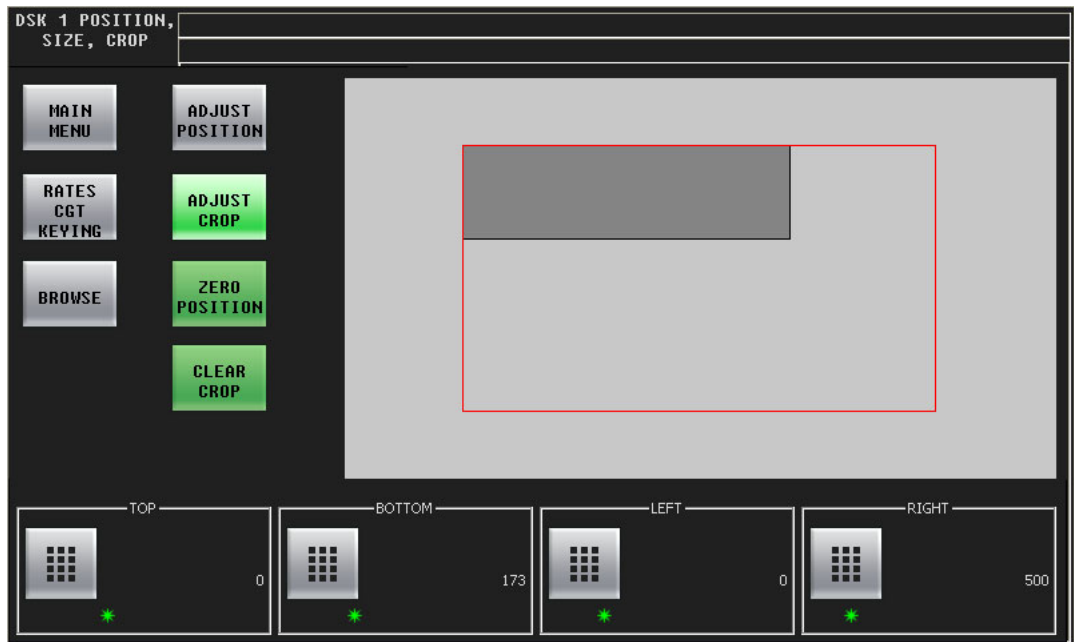 DSK 1 POSITION,
SIZE, CROP
MAIN
MENU
ADJUST
POSITION
RATES
CGT
KEYING
ADJUST
CROP
BROWSE
ZERO
POSITION
CLEAR
CROP
TOP
0
BOTTOM
173
LEFT
0
RIGHT
500